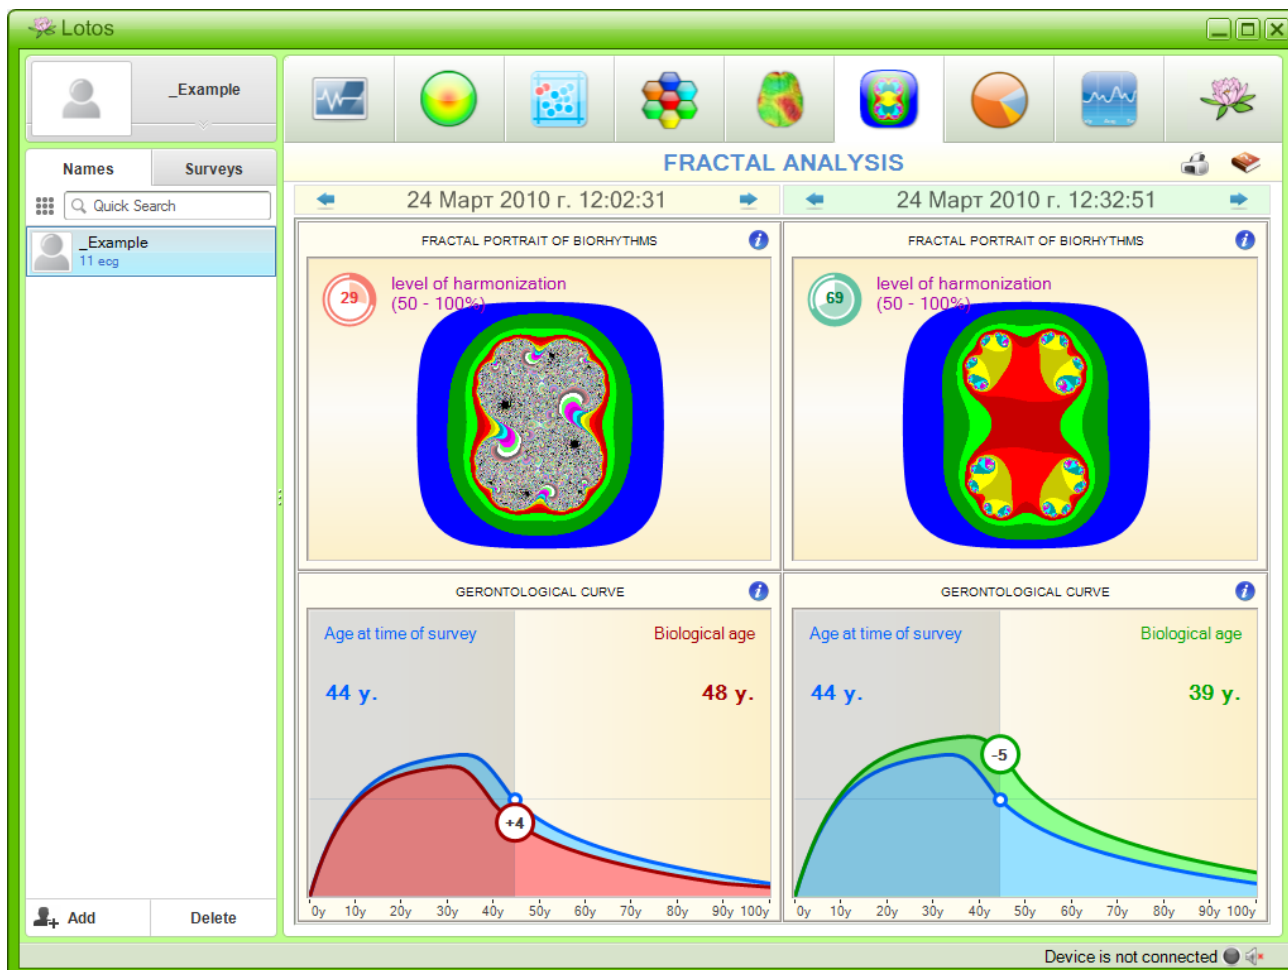 Lotos
_Example
Names
Surveys
Quick Search
_Example
11 ecg
Add
Delete
FRACTAL ANALYSIS
24 Март 2010 г. 12:02:31
24 Март 2010 г. 12:32:51
FRACTAL PORTRAIT OF BIORHYTHMS
29
level of harmonization
(50 - 100%)
FRACTAL PORTRAIT OF BIORHYTHMS
69
level of harmonization
(50 - 100%)
GERONTOLOGICAL CURVE
Age at time of survey
Biological age
44 y.
48 y.
+4
0y 10y 20y 30y 40y 50y 60y 70y 80y 90y 100y
GERONTOLOGICAL CURVE
Age at time of survey
Biological age
44 y.
39 y.
-5
0y 10y 20y 30y 40y 50y 60y 70y 80y 90y 100y
Device is not connected